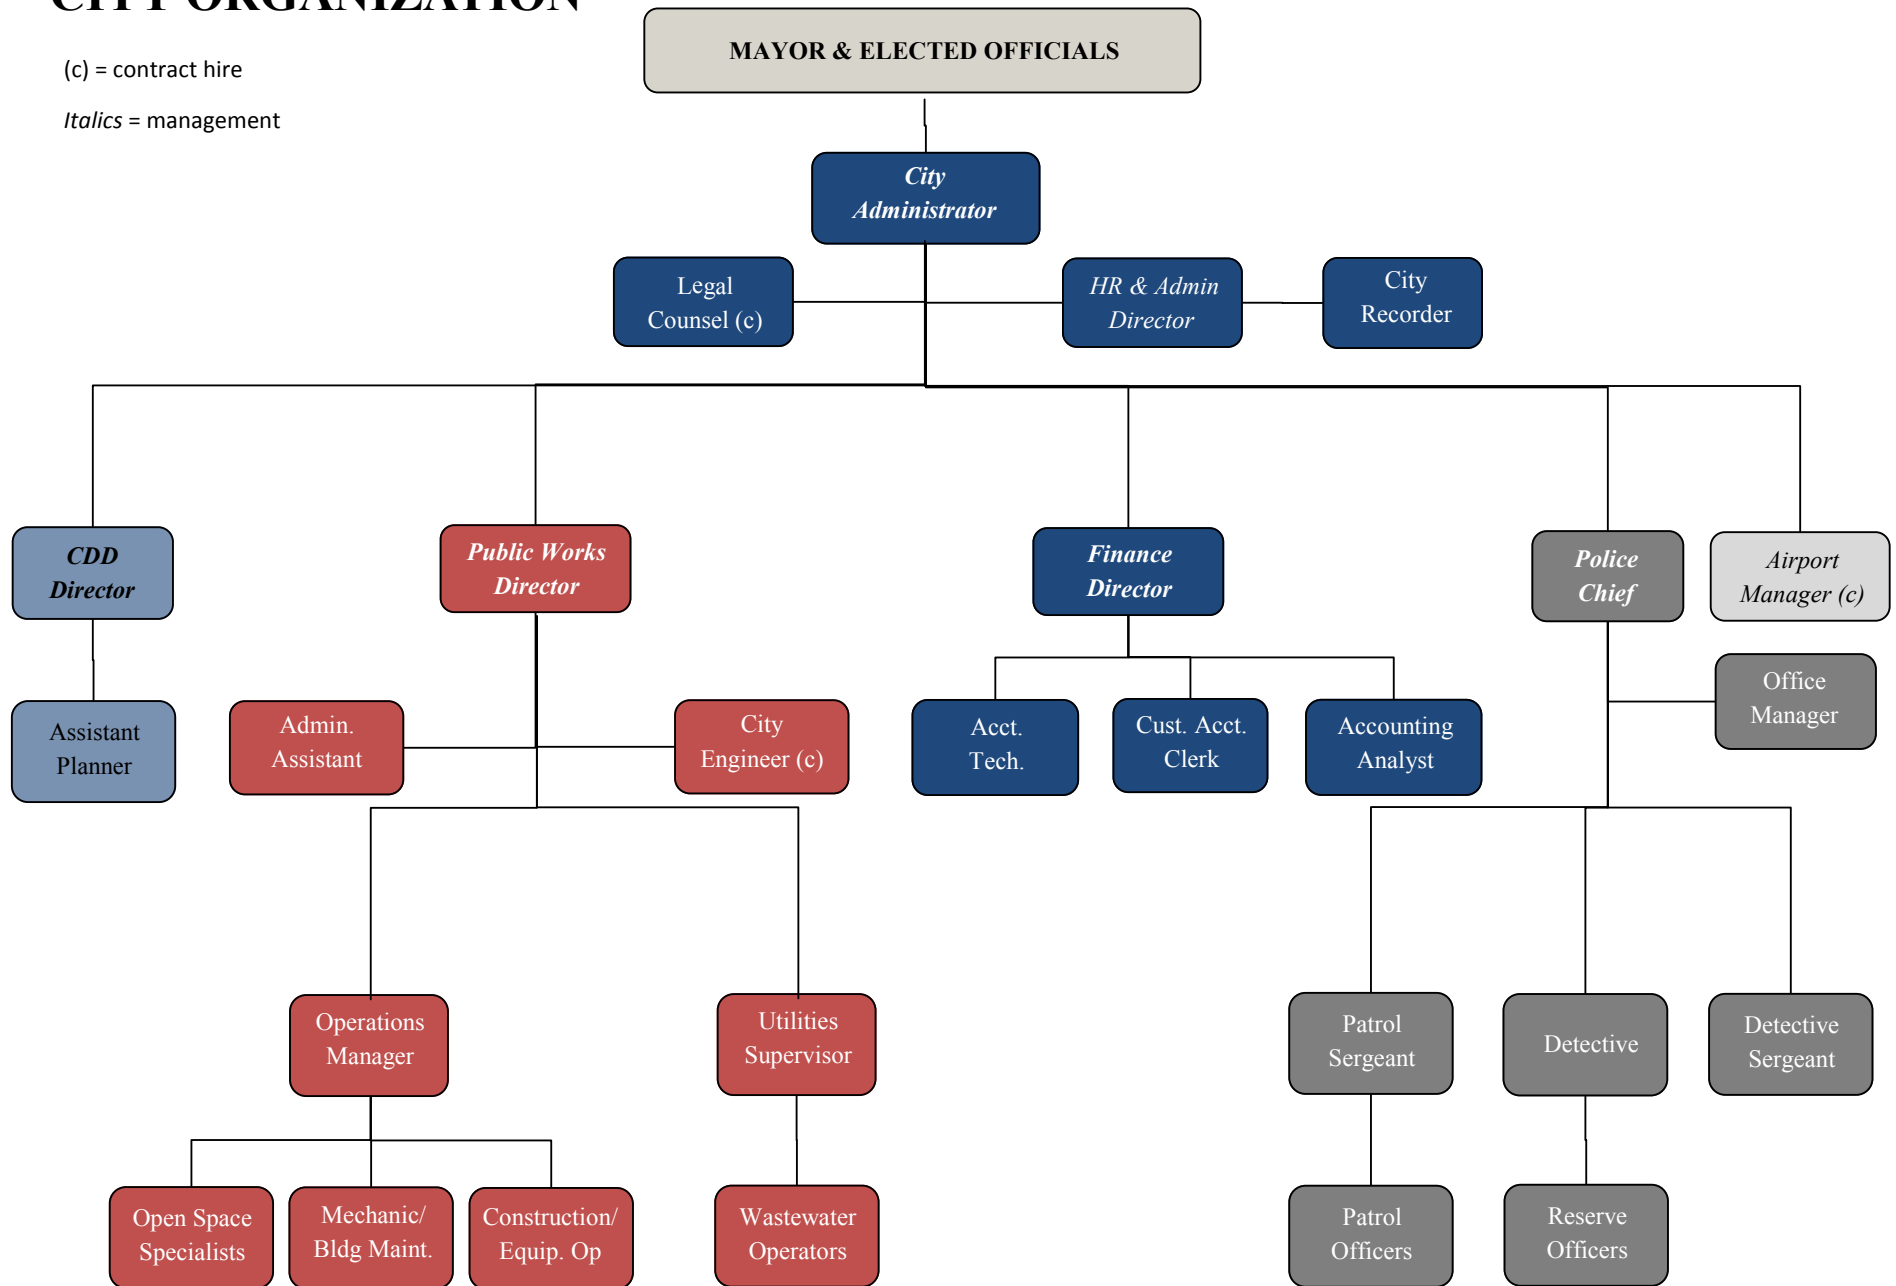 CITY ORGANIZATION
(c) = contract hire
Italics = management
MAYOR & ELECTED OFFICIALS
City
Administrator
Legal
Counsel (c)
HR & Admin
Director
City
Recorder
CDD
Director
Public Works
Director
Finance
Director
Police
Chief
Airport
Manager (c)
Office
Manager
Assistant
Planner
Admin.
Assistant
City
Engineer (c)
Acct.
Tech.
Cust. Acct.
Clerk
Accounting
Analyst
Operations
Manager
Utilities
Supervisor
Patrol
Sergeant
Detective
Detective
Sergeant
Open Space
Specialists
Mechanic/
Bldg Maint.
Construction/
Equip. Op
Wastewater
Operators
Patrol
Officers
Reserve
Officers